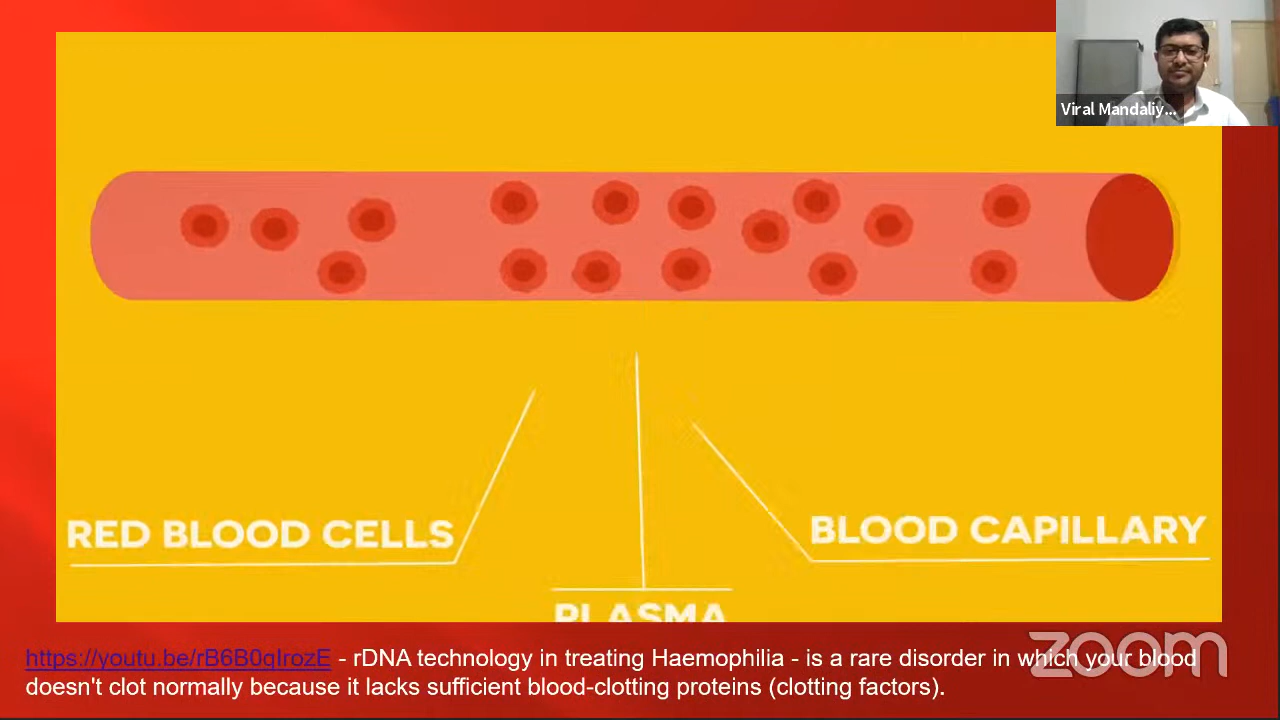 Viral Mandaliy...
RED BLOOD CELLS
BLOOD CAPILLARY
PLASMA
https://youtu.be/rB6B0qIrozE - rDNA technology in treating Haemophilia - is a rare disorder in which your blood
doesn't clot normally because it lacks sufficient blood-clotting proteins (clotting factors).
zoom